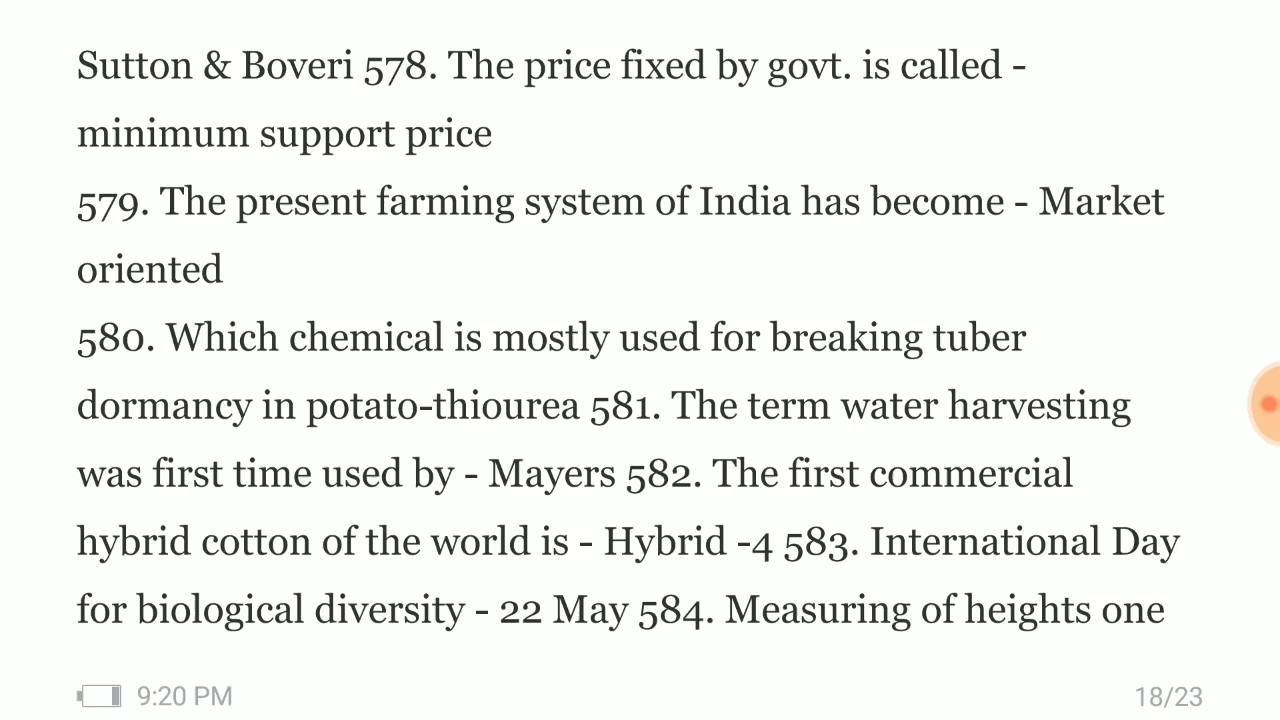 Sutton & Boveri 578. The price fixed by govt. is called -
minimum support price
579. The present farming system of India has become - Market
oriented
580. Which chemical is mostly used for breaking tuber
dormancy in potato-thiourea 581. The term water harvesting
was first time used by - Mayers 582. The first commercial
hybrid cotton of the world is - Hybrid -4 583. International Day
for biological diversity - 22 May 584. Measuring of heights one
9:20 PM
18/23